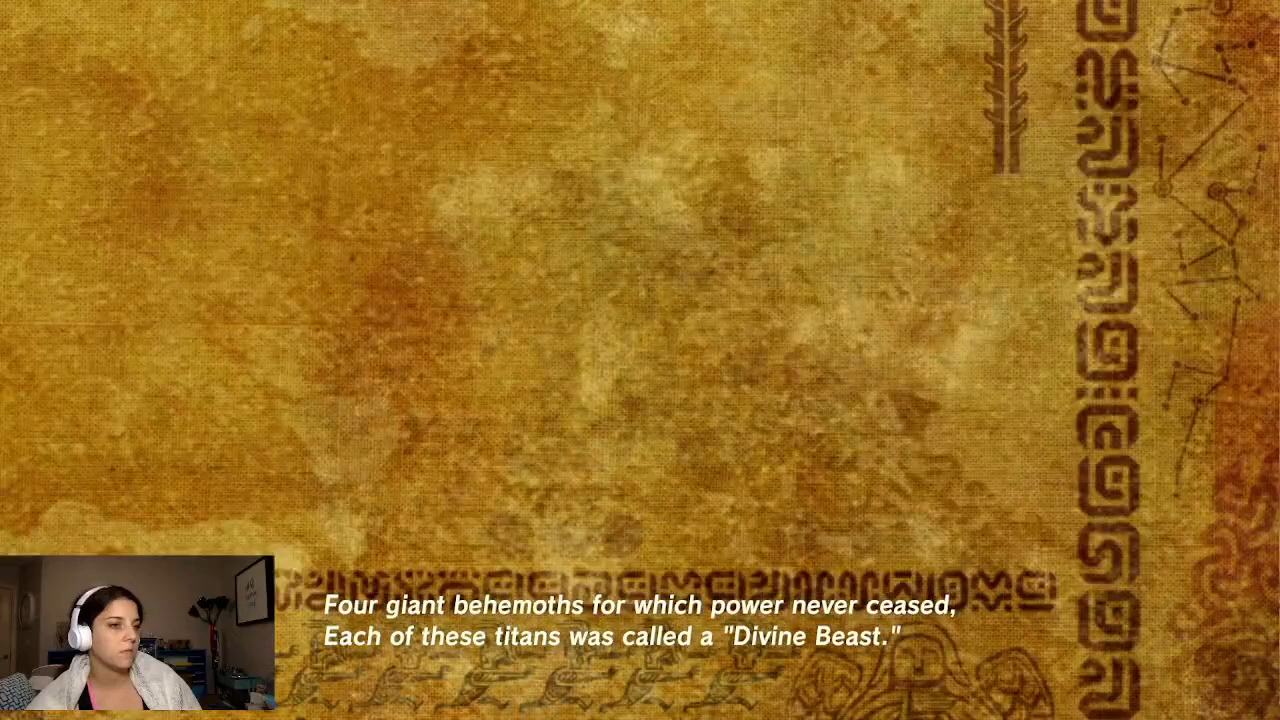 Four giant behemoths for which power never ceased,
Each of these titans was called a "Divine Beast."